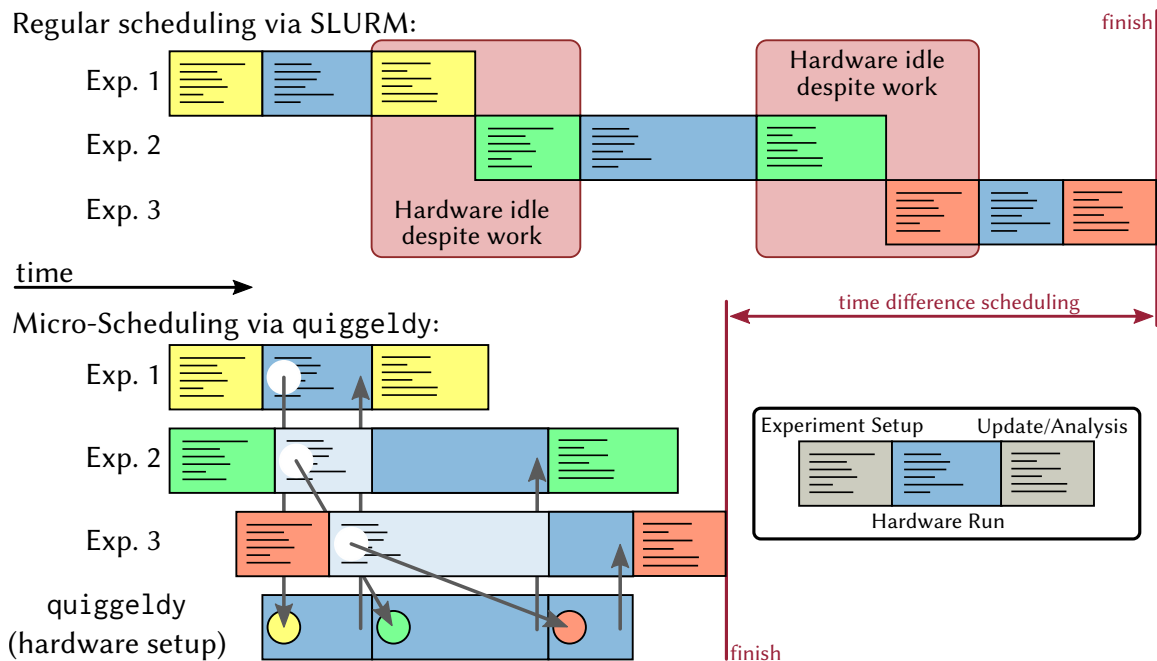 Regular scheduling via SLURM:
finish
Exp. 1
Hardware idle
despite work
Exp. 2
Hardware idle
despite work
Exp. 3
time
time difference scheduling
Micro-Scheduling via quiggeldy:
Exp. 1
Exp. 2
Experiment Setup
Update/Analysis
Hardware Run
Exp. 3
quiggeldy
(hardware setup)
finish